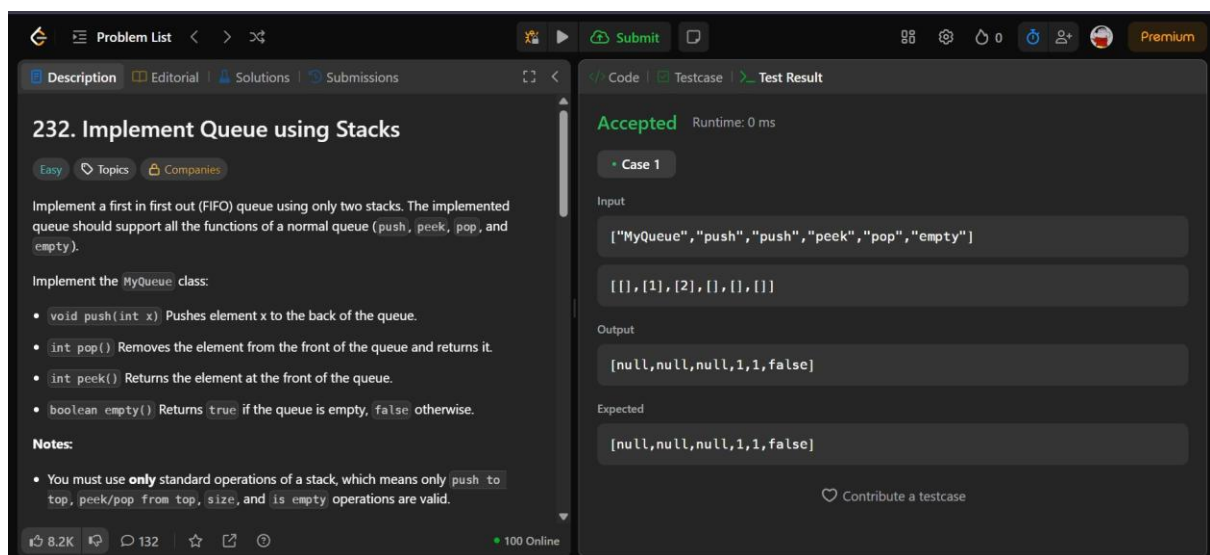 Problem List
Submit
0
Premium
Description
Editorial
Solutions
Submissions
232. Implement Queue using Stacks
Easy
Topics
Companies
Implement a first in first out (FIFO) queue using only two stacks. The implemented
queue should support all the functions of a normal queue (push, peek, pop, and
empty).
Implement the MyQueue class:
• void push(int x) Pushes element x to the back of the queue.
• int pop() Removes the element from the front of the queue and returns it.
• int peek() Returns the element at the front of the queue.
• boolean empty() Returns true if the queue is empty, false otherwise.
Notes:
• You must use only standard operations of a stack, which means only push to
top, peek/pop from top, size, and is empty operations are valid.
8.2K
132
100 Online
Code
Testcase
Test Result
Accepted Runtime: 0 ms
• Case 1
Input
["MyQueue","push","push","peek","pop","empty"]
[[],[1],[2],[],[],[]]
Output
[null,null,null,1,1,false]
Expected
[null,null,null,1,1,false]
Contribute a testcase